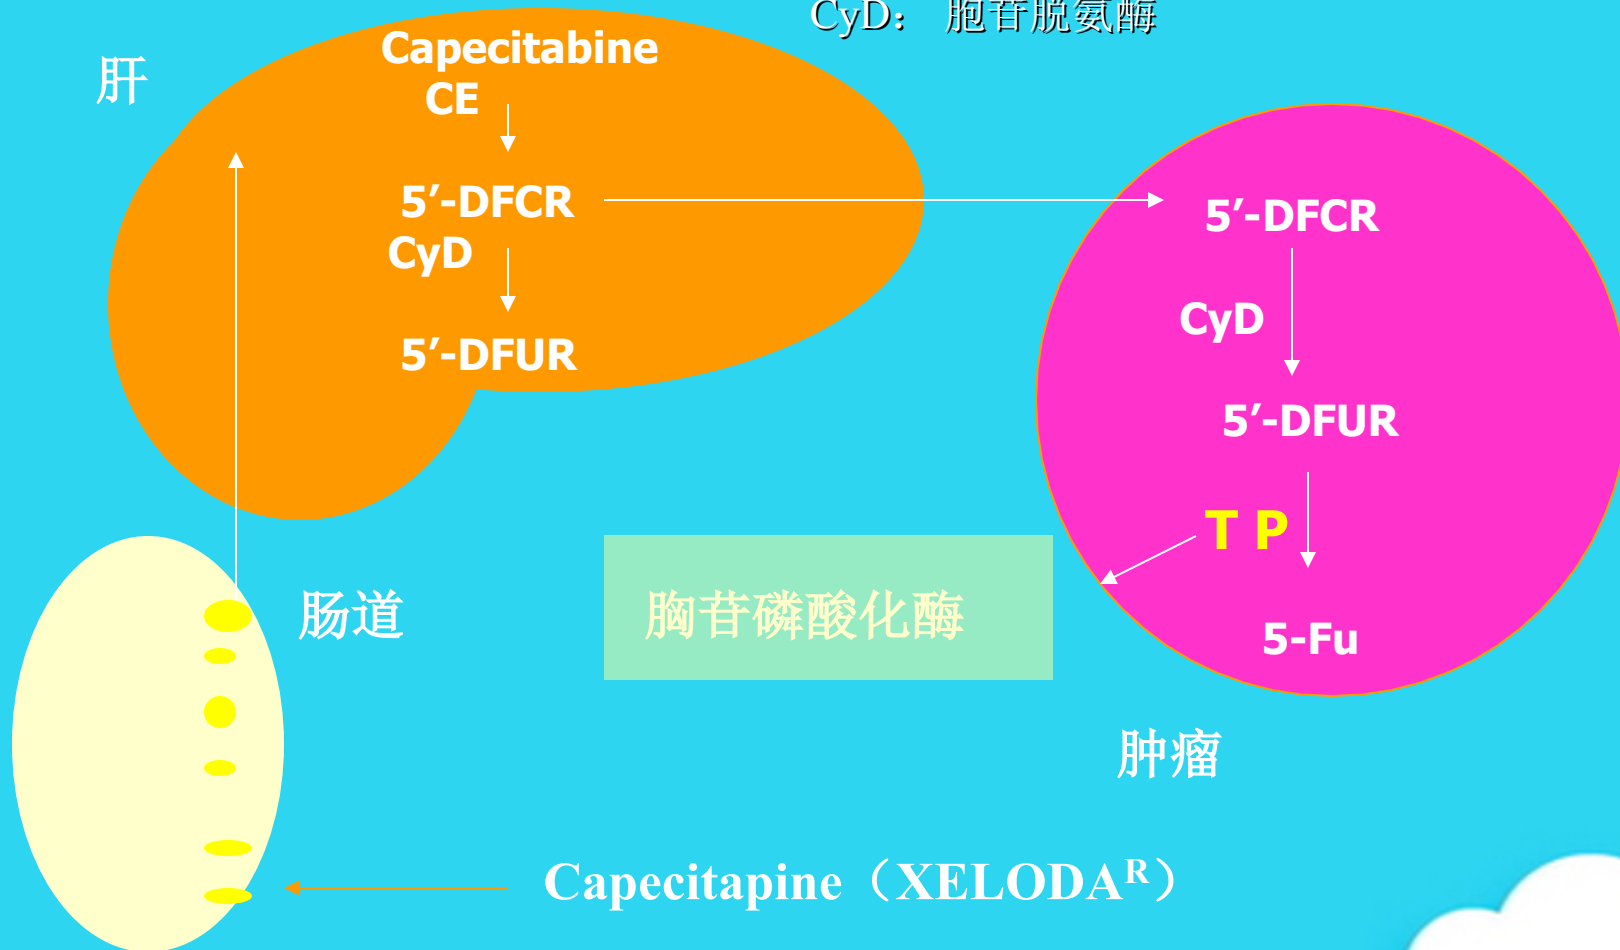 CyD： 胞苷脱氨酶
肝
Capecitabine
CE
5′-DFCR
CyD
5′-DFUR
5′-DFCR
CyD
5′-DFUR
T P
5-Fu
肠道
胸苷磷酸化酶
肿瘤
Capecitapine（XELODAᴿ）